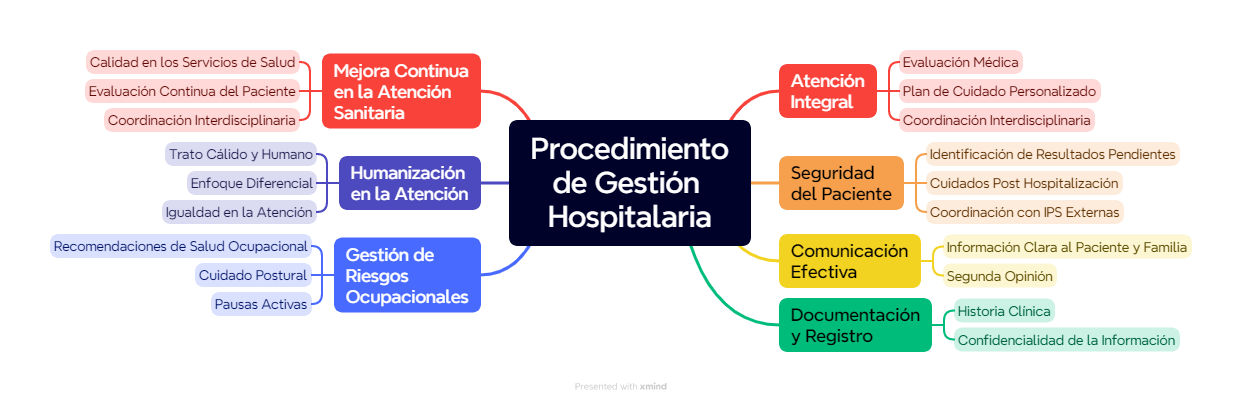 Procedimiento
de Gestión
Hospitalaria
Atención
Integral
Evaluación Médica
Plan de Cuidado Personalizado
Coordinación Interdisciplinaria
Seguridad
del Paciente
Identificación de Resultados Pendientes
Cuidados Post Hospitalización
Coordinación con IPS Externas
Comunicación
Efectiva
Información Clara al Paciente y Familia
Segunda Opinión
Documentación
y Registro
Historia Clínica
Confidencialidad de la Información
Mejora Continua
en la Atención
Sanitaria
Calidad en los Servicios de Salud
Evaluación Continua del Paciente
Coordinación Interdisciplinaria
Humanización
en la Atención
Trato Cálido y Humano
Enfoque Diferencial
Igualdad en la Atención
Gestión de
Riesgos
Ocupacionales
Recomendaciones de Salud Ocupacional
Cuidado Postural
Pausas Activas
Presented with xmind